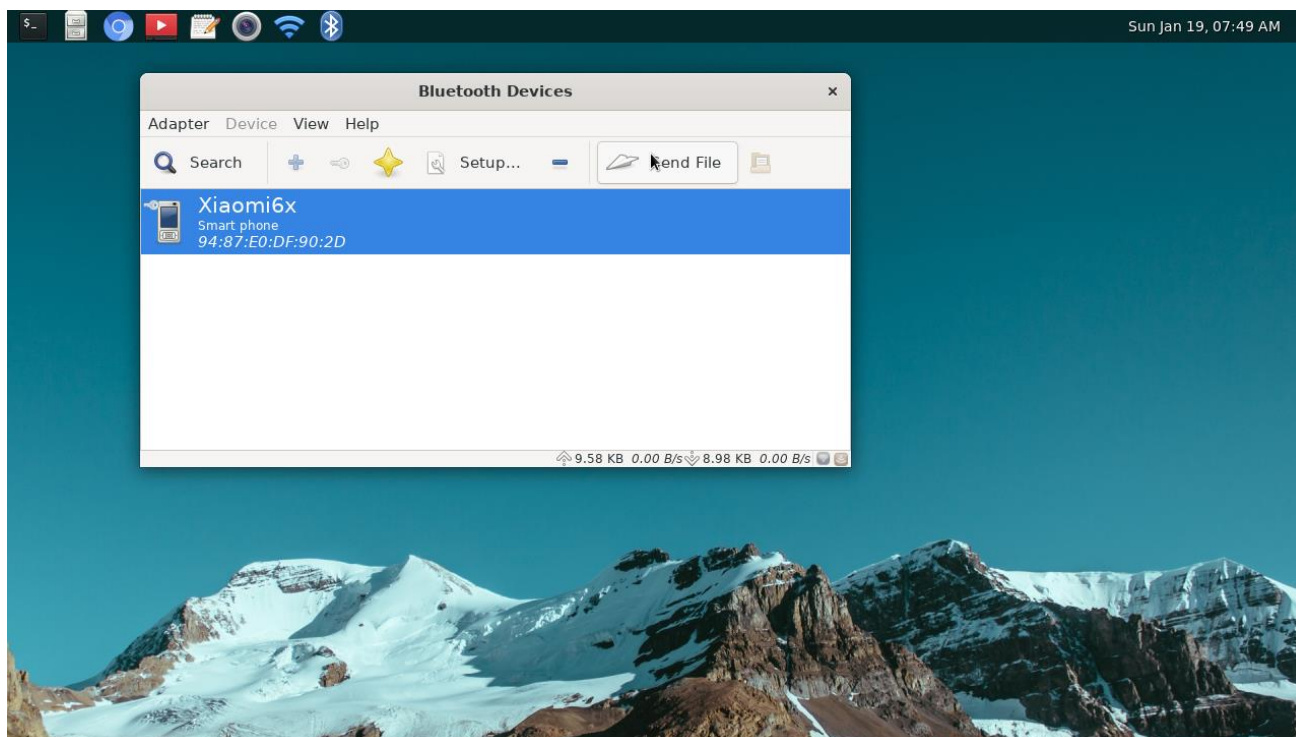 $_
Sun Jan 19, 07:49 AM
Bluetooth Devices
Adapter Device View Help
Search Setup... Send File
Xiaomi6x
Smart phone
94:87:E0:DF:90:2D
9.58 KB 0.00 B/s 8.98 KB 0.00 B/s